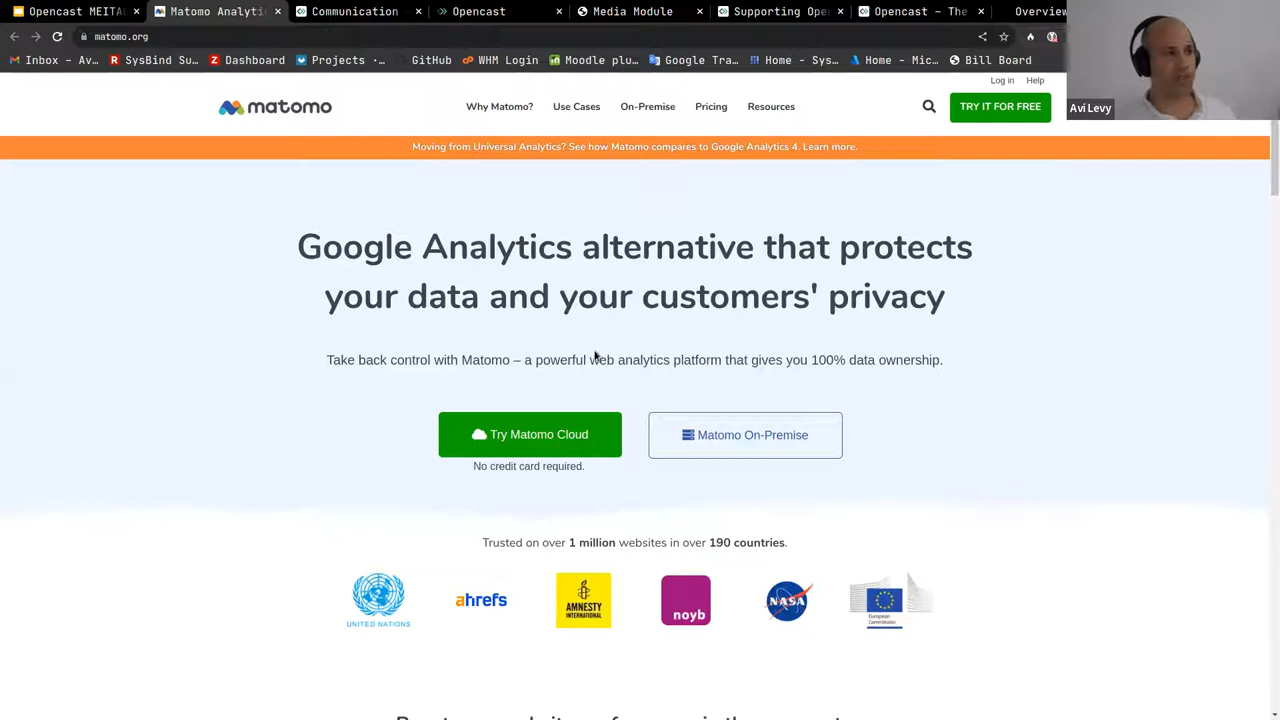 Opencast MEITAL
Matomo Analyti
Communication
Opencast
Media Module
Supporting Ope
Opencast – The
Overview
matomo.org
Inbox - Av…
SysBind Su…
Dashboard
Projects ·…
GitHub
WHM Login
Moodle plu…
Google Tra…
Home - Sys…
Home - Mic…
Bill Board
Avi Levy
Log in
Help
matomo
Why Matomo?
Use Cases
On-Premise
Pricing
Resources
TRY IT FOR FREE
Moving from Universal Analytics? See how Matomo compares to Google Analytics 4. Learn more.
Google Analytics alternative that protects
your data and your customers' privacy
Take back control with Matomo – a powerful web analytics platform that gives you 100% data ownership.
Try Matomo Cloud
Matomo On-Premise
No credit card required.
Trusted on over 1 million websites in over 190 countries.
UNITED NATIONS
ahrefs
AMNESTY
INTERNATIONAL
noyb
NASA
European
Commission